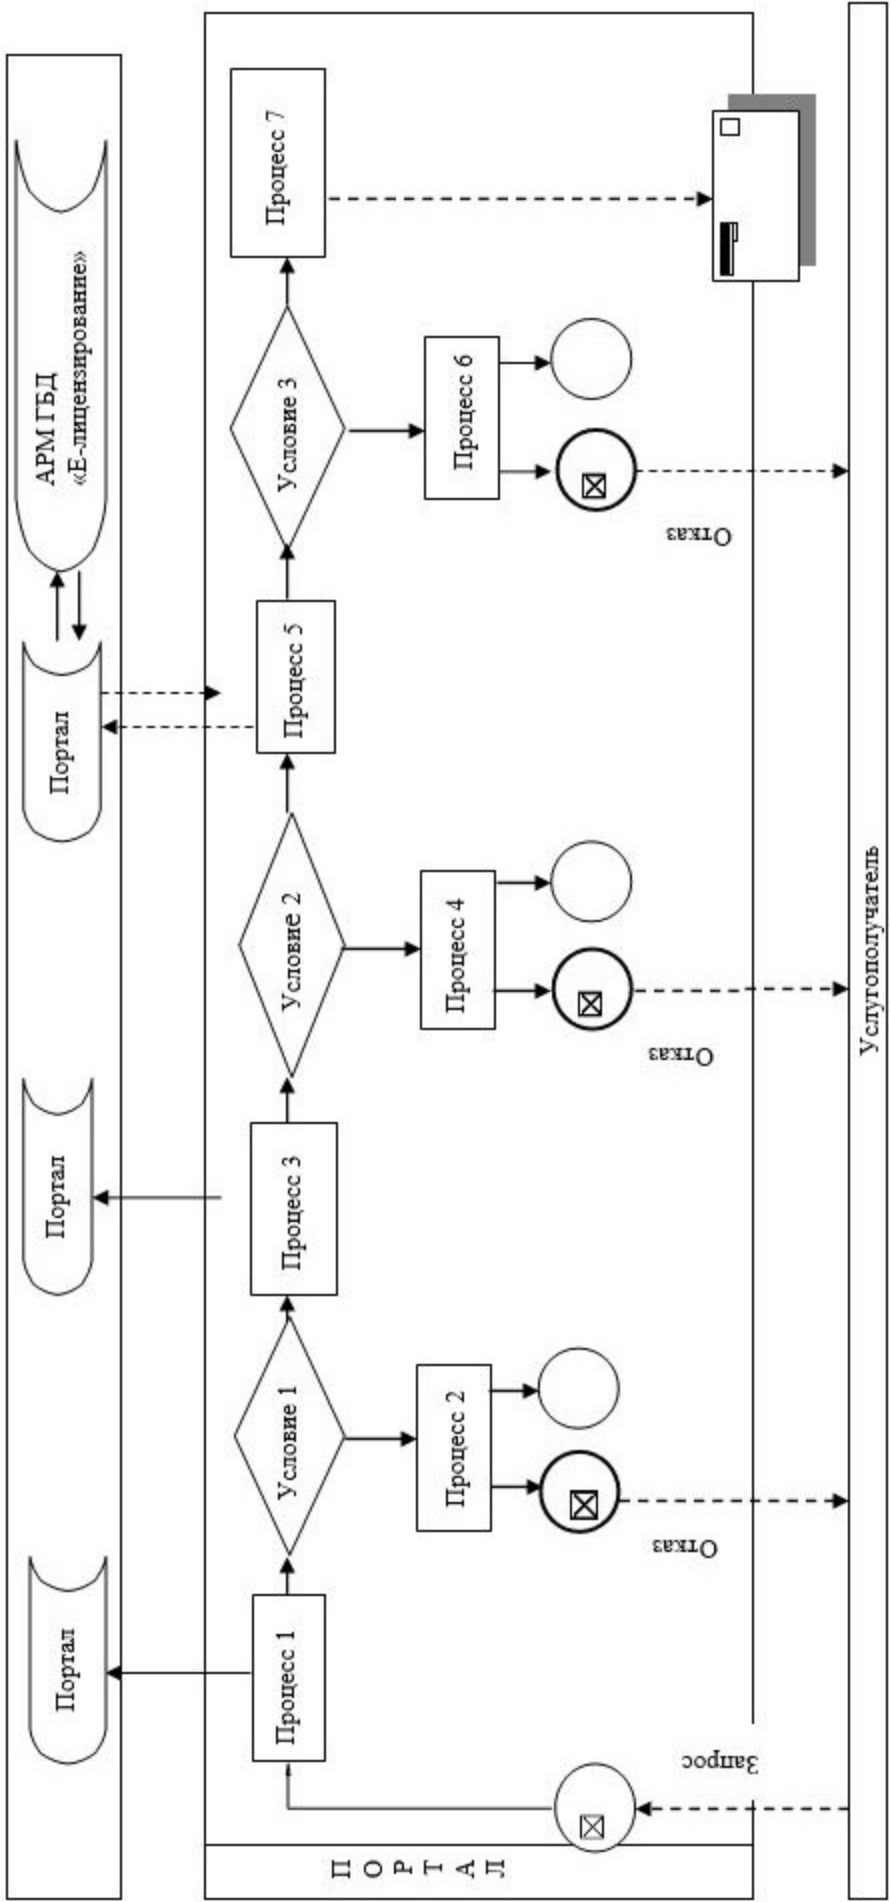 Портал
Портал
Портал
АРМ ГБД
«Е-лицензирование»
ПОРТАЛ
Процесс 1
Условие 1
Процесс 3
Условие 2
Процесс 5
Условие 3
Процесс 7
Процесс 2
Процесс 4
Процесс 6
Запрос
Отказ
Отказ
Отказ
Услугополучатель